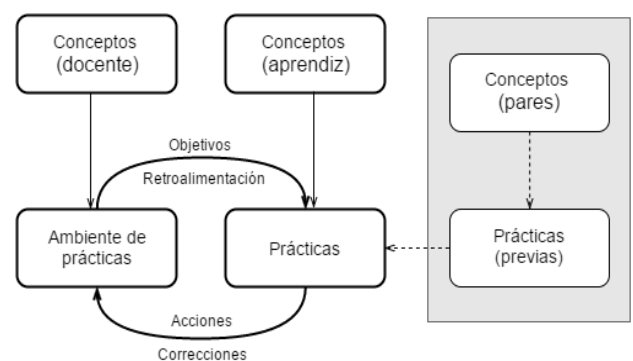 Conceptos
(docente)
Conceptos
(aprendiz)
Conceptos
(pares)
Objetivos
Retroalimentación
Ambiente de
prácticas
Prácticas
Prácticas
(previas)
Acciones
Correcciones